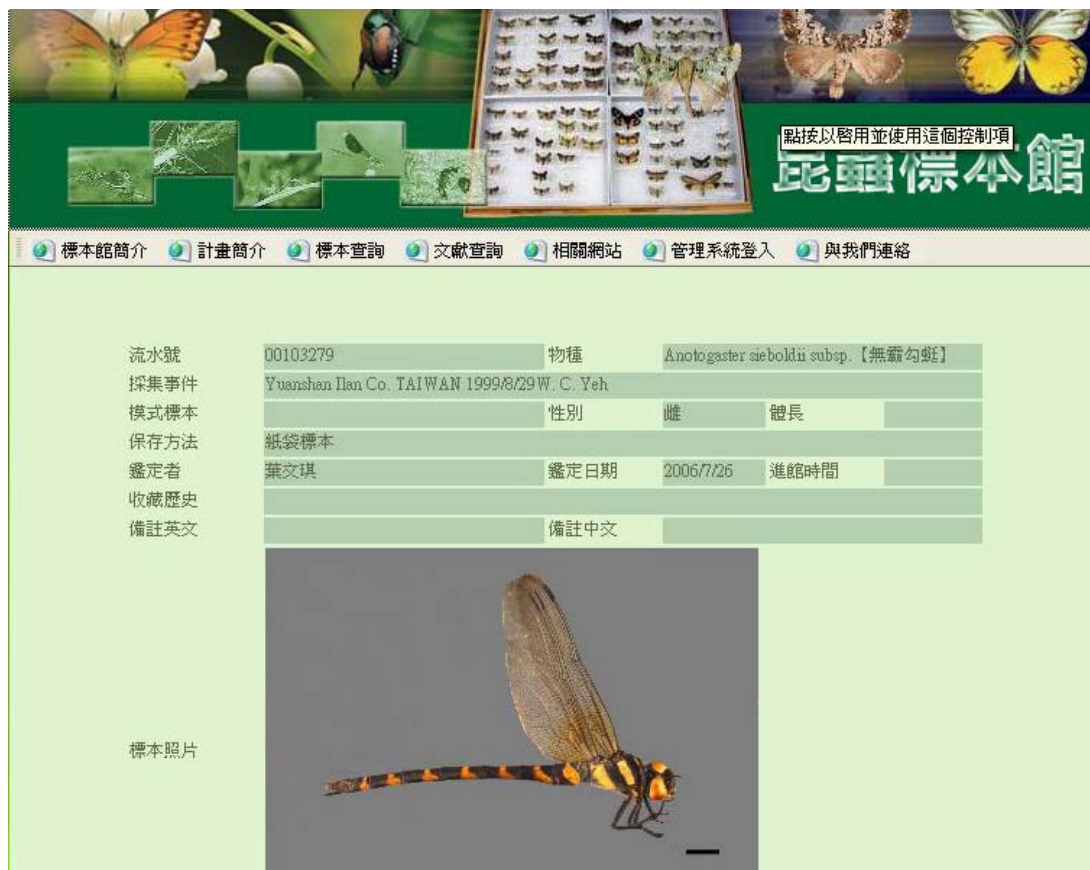 點按以啓用並使用這個控制項
昆蟲標本館
標本館簡介 計畫簡介 標本查詢 文獻查詢 相關網站 管理系統登入 與我們連絡
流水號 00103279 物種 Anotogaster sieboldii subsp.【無霸勾蜓】
採集事件 Yuanshan Ilan Co. TAIWAN 1999/8/29 W. C. Yeh
模式標本 性別 雌 體長
保存方法 紙袋標本
鑑定者 葉文琪 鑑定日期 2006/7/26 進館時間
收藏歷史
備註英文 備註中文
標本照片